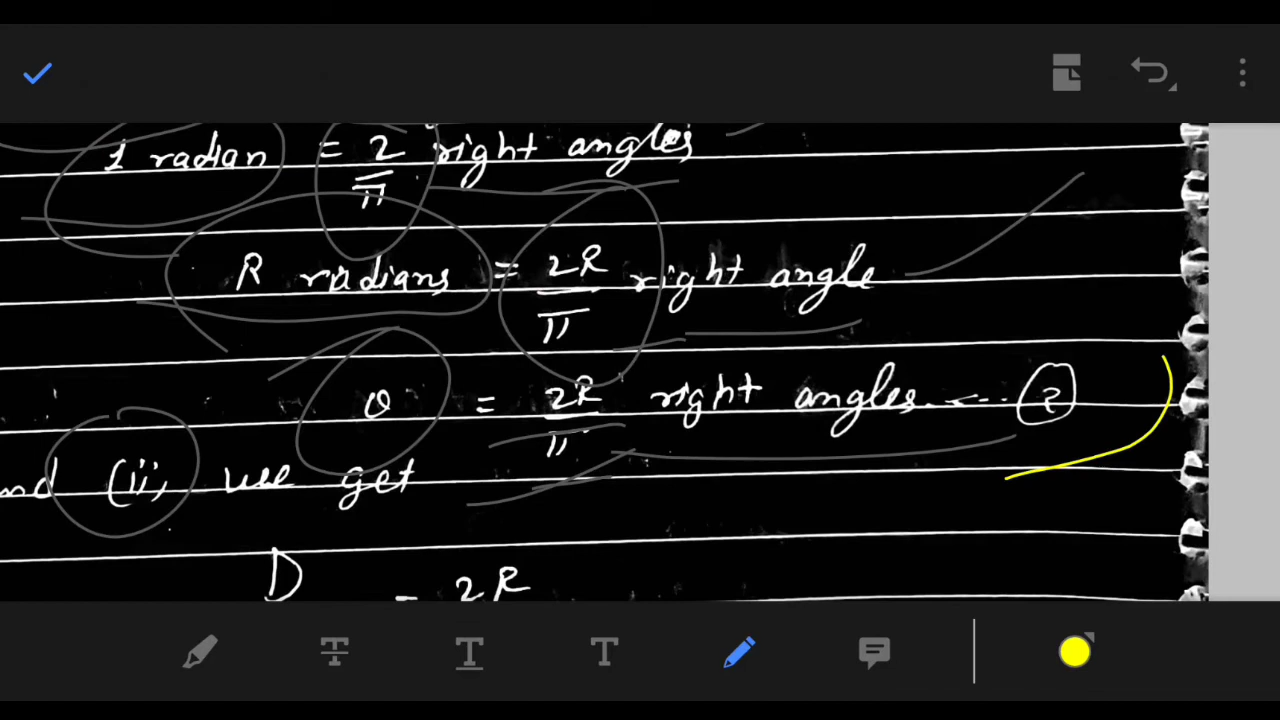 1 radian = 2/π right angles
R radians = 2R/π right angle
θ = 2R/π right angles. ... (2)
nd (ii) we get
D = 2R